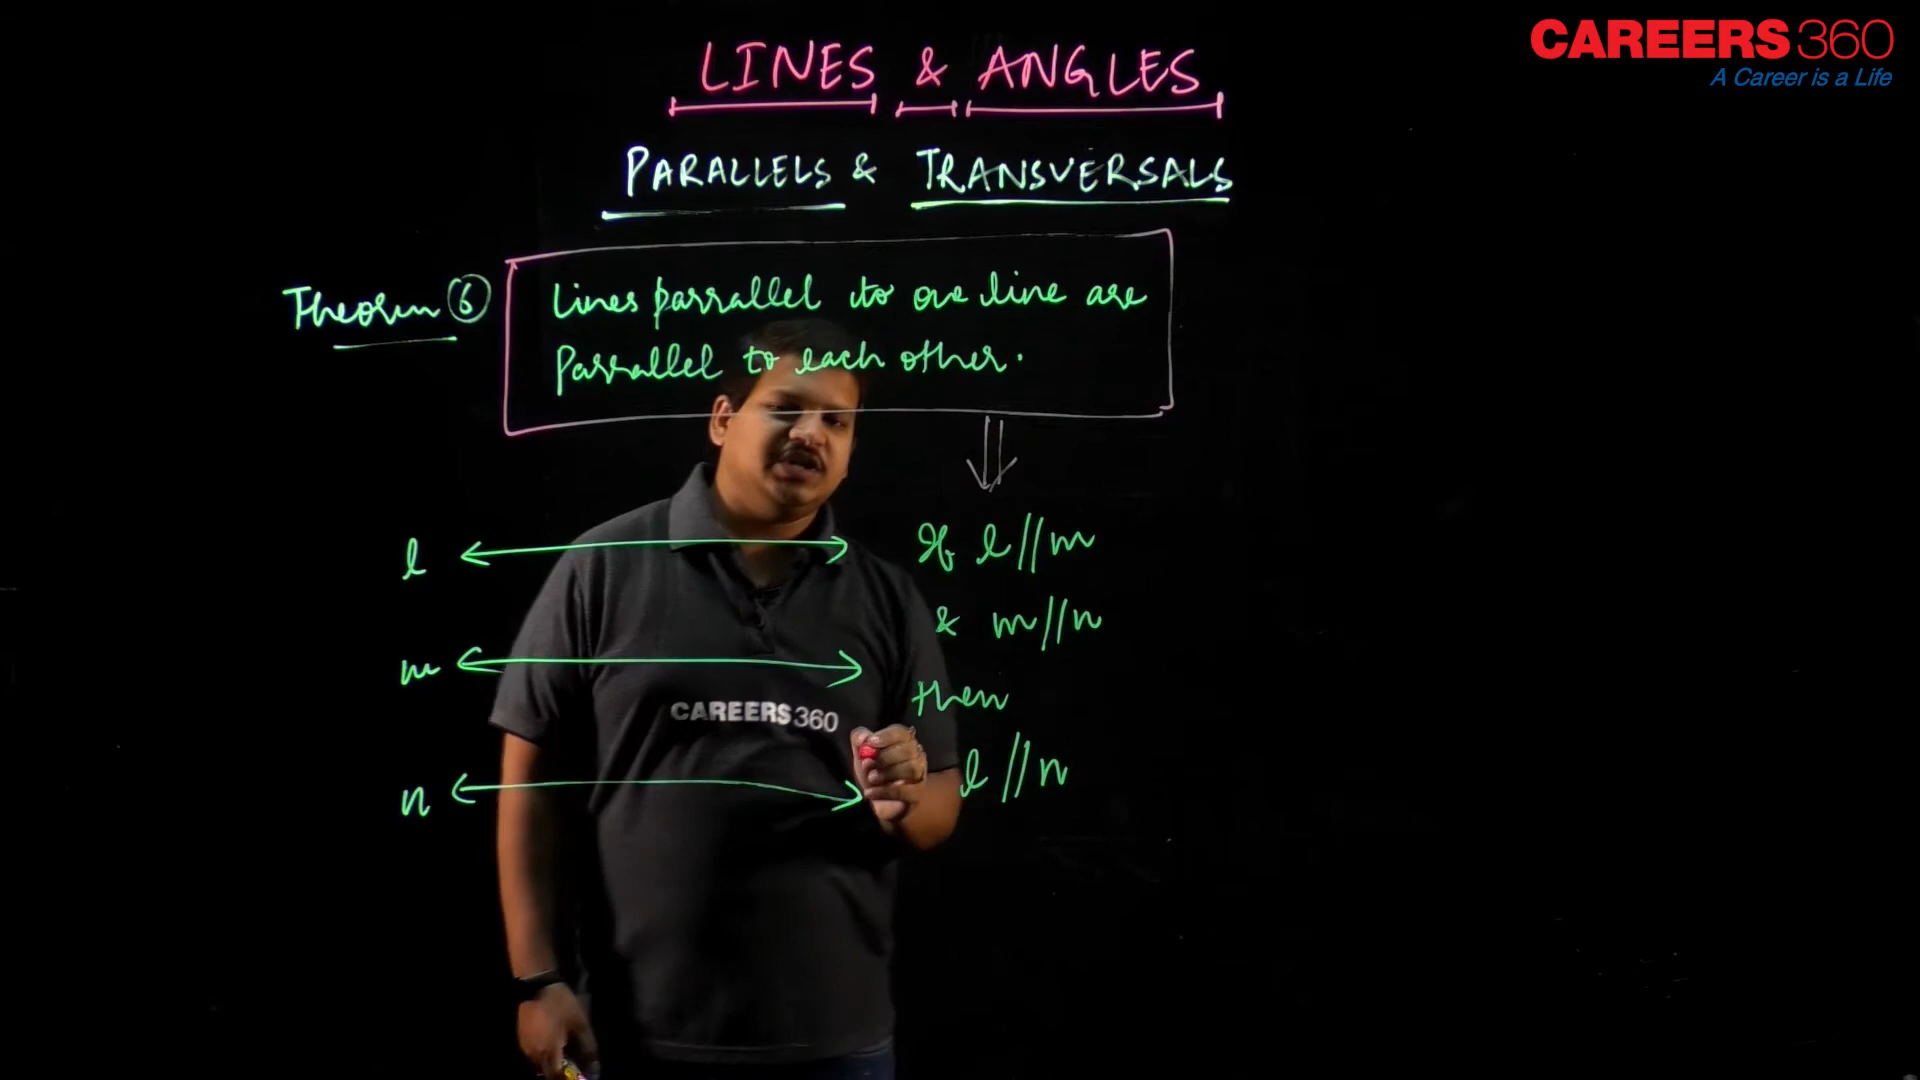 CAREERS360
A Career is a Life
LINES & ANGLES
PARALLELS & TRANSVERSALS
Theorem 6
Lines parrallel to one line are
Parrallel to each other.
l
m
n
If l//m
& m//n
then
l//n
CAREERS360